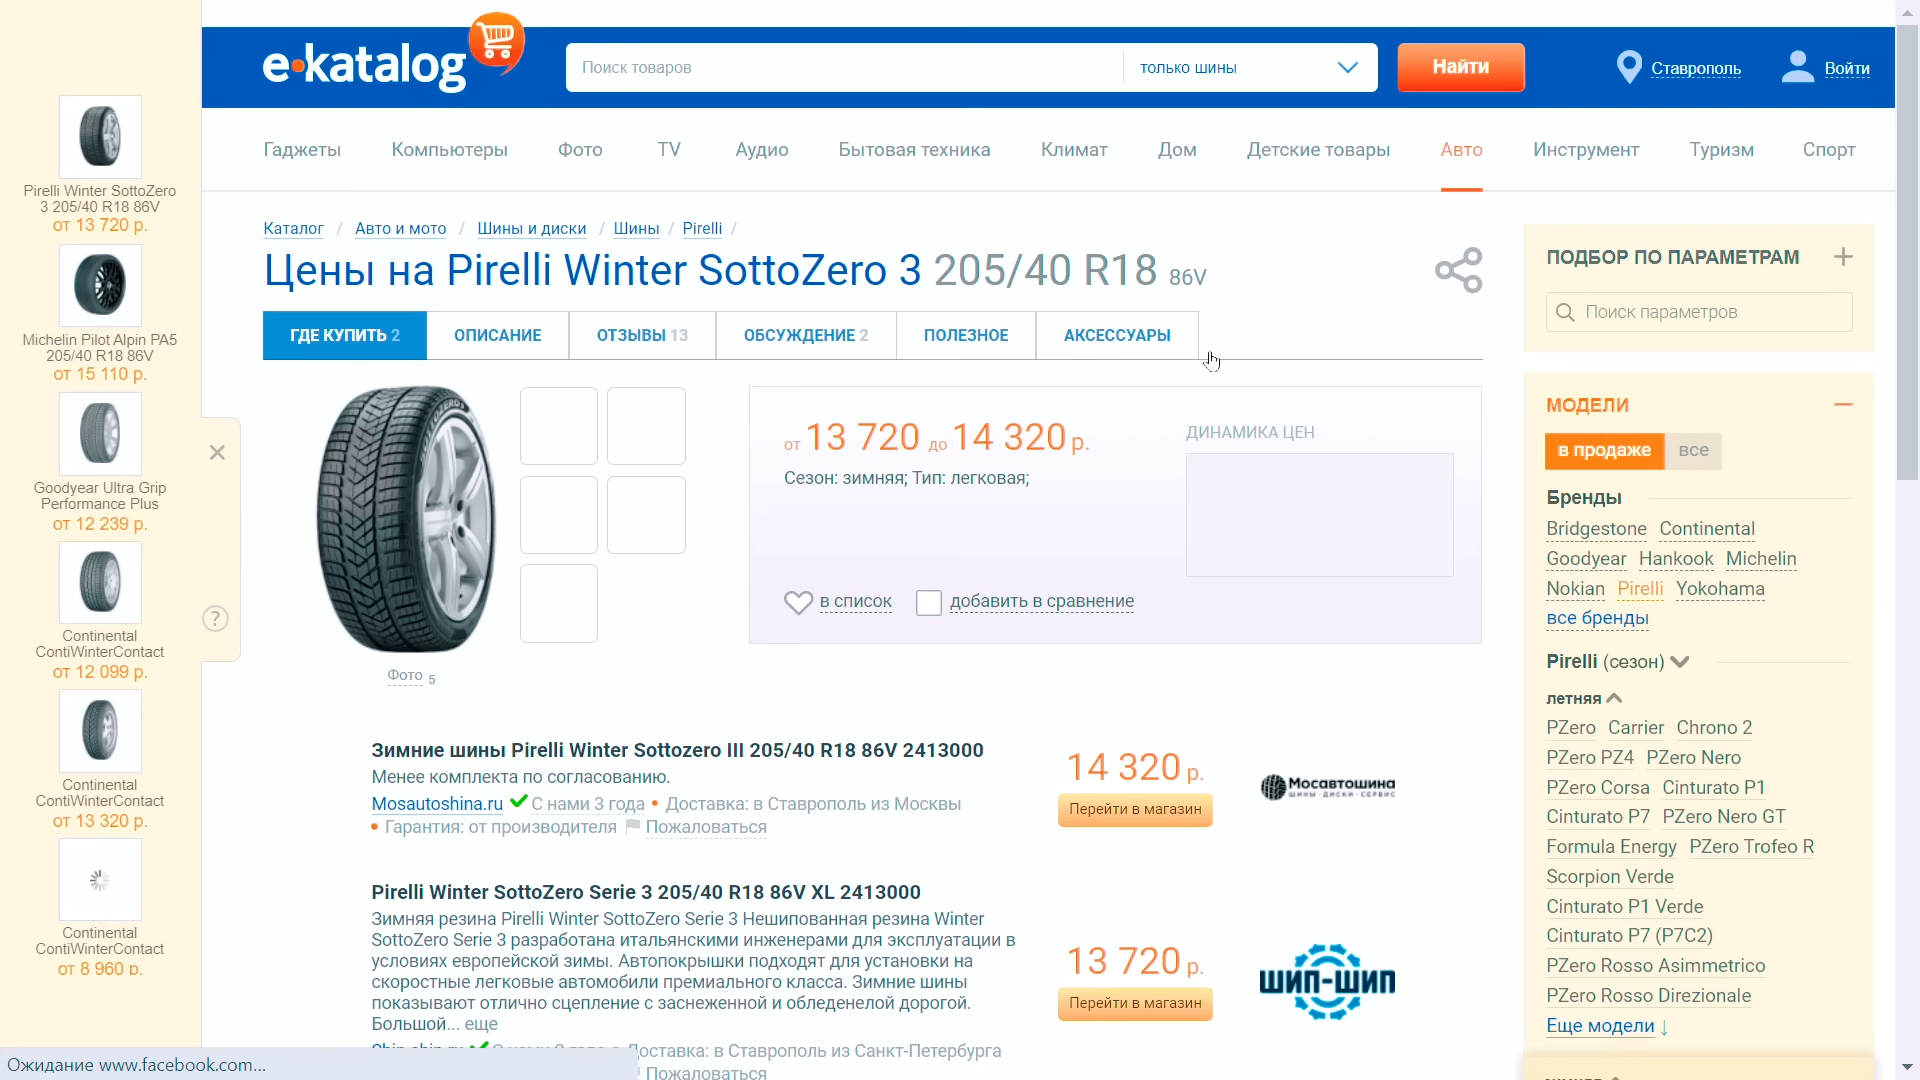 e-katalog
Поиск товаров
только шины
Найти
Ставрополь
Войти
Гаджеты
Компьютеры
Фото
TV
Аудио
Бытовая техника
Климат
Дом
Детские товары
Авто
Инструмент
Туризм
Спорт
Pirelli Winter SottoZero
3 205/40 R18 86V
от 13 720 р.
Michelin Pilot Alpin PA5
205/40 R18 86V
от 15 110 р.
Goodyear Ultra Grip
Performance Plus
от 12 239 р.
Continental
ContiWinterContact
от 12 099 р.
Continental
ContiWinterContact
от 13 320 р.
Continental
ContiWinterContact
от 8 960 р.
?
Каталог / Авто и мото / Шины и диски / Шины / Pirelli /
Цены на Pirelli Winter SottoZero 3 205/40 R18 86V
ГДЕ КУПИТЬ 2
ОПИСАНИЕ
ОТЗЫВЫ 13
ОБСУЖДЕНИЕ 2
ПОЛЕЗНОЕ
АКСЕССУАРЫ
Фото 5
от 13 720 до 14 320 р.
Сезон: зимняя; Тип: легковая;
ДИНАМИКА ЦЕН
в список
добавить в сравнение
Зимние шины Pirelli Winter Sottozero III 205/40 R18 86V 2413000
Менее комплекта по согласованию.
Mosautoshina.ru С нами 3 года • Доставка: в Ставрополь из Москвы
• Гарантия: от производителя Пожаловаться
14 320 р.
Перейти в магазин
Мосавтошина
ШИНЫ·ДИСКИ·СЕРВИС
Pirelli Winter SottoZero Serie 3 205/40 R18 86V XL 2413000
Зимняя резина Pirelli Winter SottoZero Serie 3 Нешипованная резина Winter
SottoZero Serie 3 разработана итальянскими инженерами для эксплуатации в
условиях европейской зимы. Автопокрышки подходят для установки на
скоростные легковые автомобили премиального класса. Зимние шины
показывают отлично сцепление с заснеженной и обледенелой дорогой.
Большой... еще
Доставка: в Ставрополь из Санкт-Петербурга
Пожаловаться
13 720 р.
Перейти в магазин
ШИП-ШИП
ПОДБОР ПО ПАРАМЕТРАМ
Поиск параметров
МОДЕЛИ
в продаже
все
Бренды
Bridgestone Continental
Goodyear Hankook Michelin
Nokian Pirelli Yokohama
все бренды
Pirelli (сезон)
летняя
PZero Carrier Chrono 2
PZero PZ4 PZero Nero
PZero Corsa Cinturato P1
Cinturato P7 PZero Nero GT
Formula Energy PZero Trofeo R
Scorpion Verde
Cinturato P1 Verde
Cinturato P7 (P7C2)
PZero Rosso Asimmetrico
PZero Rosso Direzionale
Еще модели ↓
Ожидание www.facebook.com...